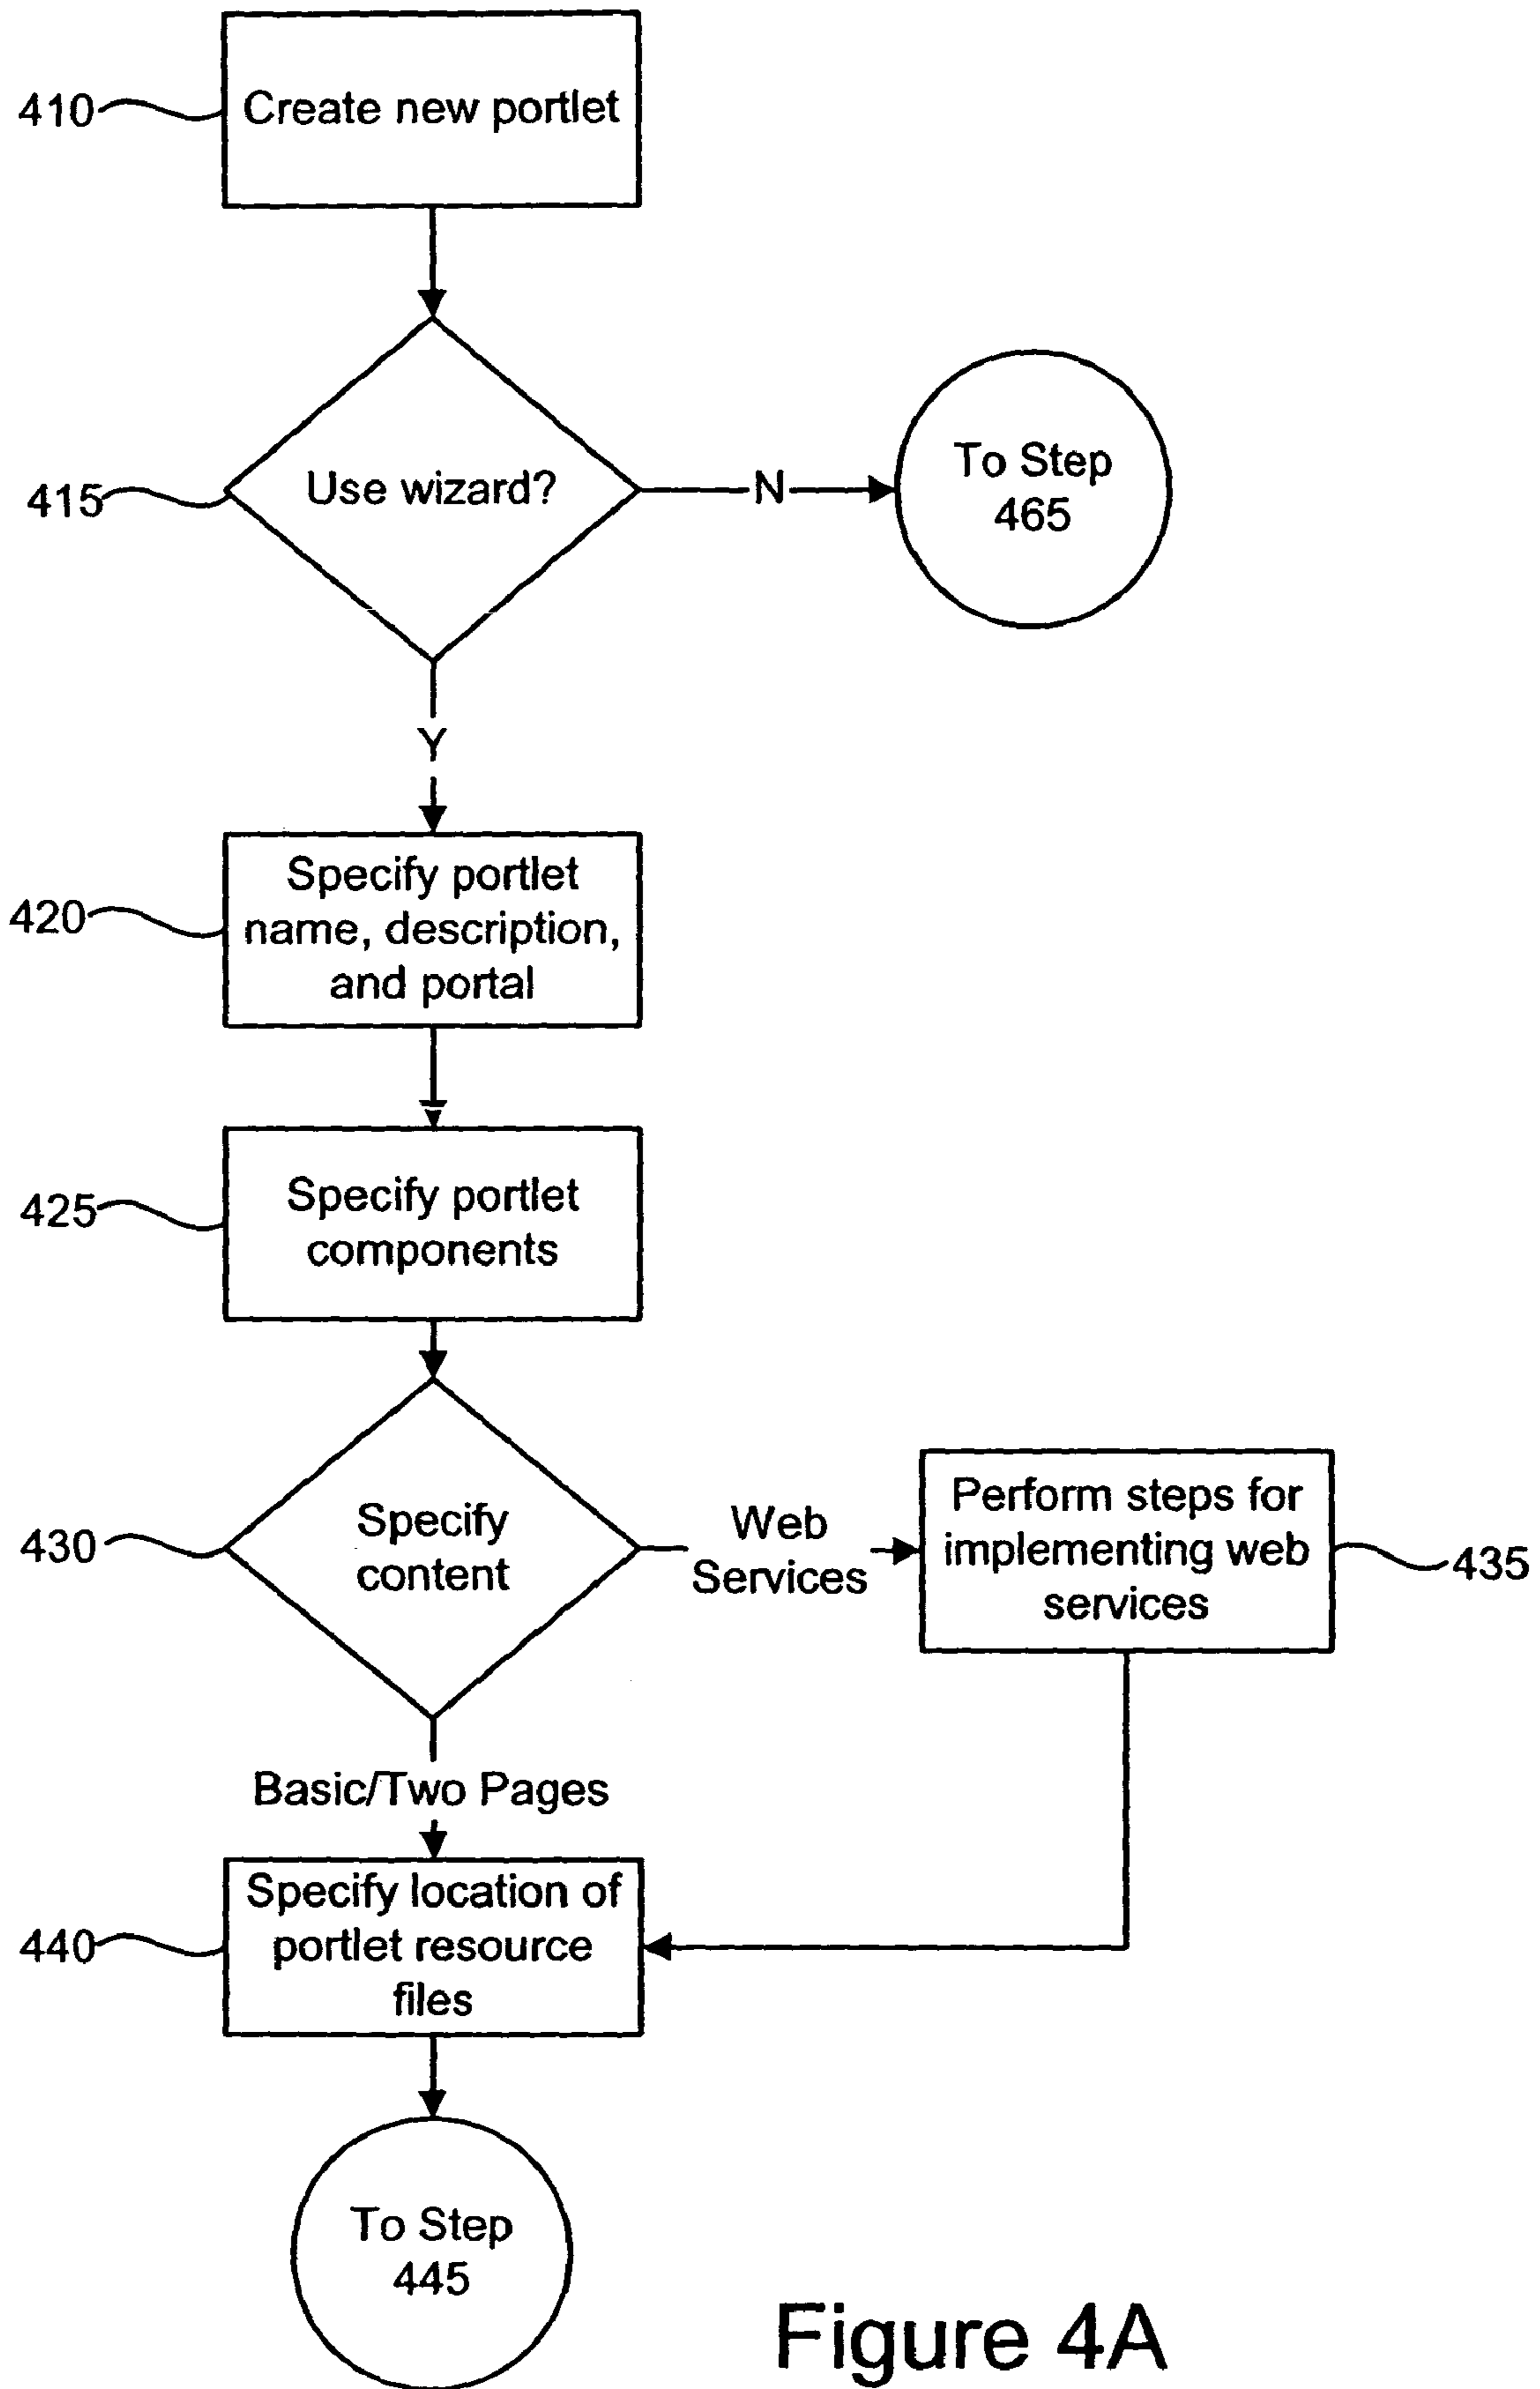 410
Create new portlet
415
Use wizard?
N
To Step
465
Y
420
Specify portlet
name, description,
and portal
425
Specify portlet
components
430
Specify
content
Web
Services
Perform steps for
implementing web
services
435
Basic/Two Pages
440
Specify location of
portlet resource
files
To Step
445
Figure 4A